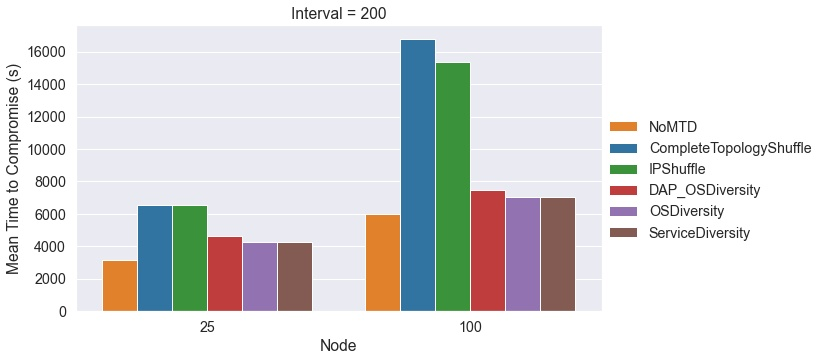 Interval = 200
Mean Time to Compromise (s)
16000
14000
12000
10000
8000
6000
4000
2000
0
25
100
Node
NoMTD
CompleteTopologyShuffle
IPShuffle
DAP_OSDiversity
OSDiversity
ServiceDiversity